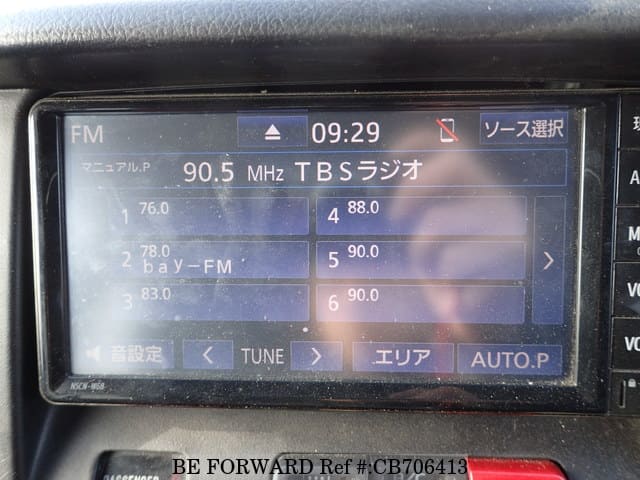 FM 09:29 ソース選択
マニュアル.P 90.5 MHz TBSラジオ
1 76.0 4 88.0
2 78.0 bay-FM 5 90.0
3 83.0 6 90.0
音設定 < TUNE > エリア AUTO.P
NSCN-W68
PASSENGER
BE FORWARD Ref #:CB706413